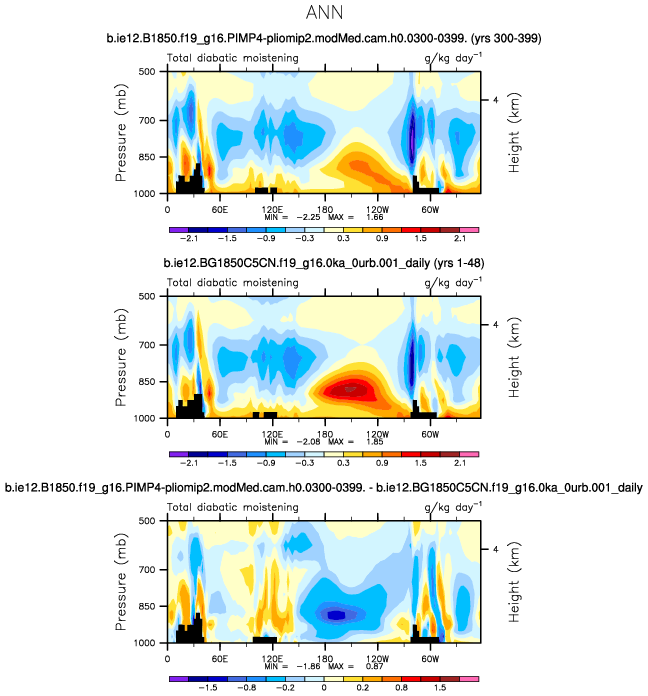 ANN
b.ie12.B1850.f19_g16.PIMP4-pliomip2.modMed.cam.h0.0300-0399. (yrs 300-399)
Total diabatic moistening g/kg day⁻¹
Pressure (mb)
500
700
850
1000
4
Height (km)
0 60E 120E 180 120W 60W
MIN = -2.25 MAX = 1.66
-2.1 -1.5 -0.9 -0.3 0.3 0.9 1.5 2.1
b.ie12.BG1850C5CN.f19_g16.0ka_0urb.001_daily (yrs 1-48)
Total diabatic moistening g/kg day⁻¹
Pressure (mb)
500
700
850
1000
4
Height (km)
0 60E 120E 180 120W 60W
MIN = -2.08 MAX = 1.85
-2.1 -1.5 -0.9 -0.3 0.3 0.9 1.5 2.1
b.ie12.B1850.f19_g16.PIMP4-pliomip2.modMed.cam.h0.0300-0399. - b.ie12.BG1850C5CN.f19_g16.0ka_0urb.001_daily
Total diabatic moistening g/kg day⁻¹
Pressure (mb)
500
700
850
1000
4
Height (km)
0 60E 120E 180 120W 60W
MIN = -1.86 MAX = 0.87
-1.5 -0.8 -0.2 0 0.2 0.8 1.5